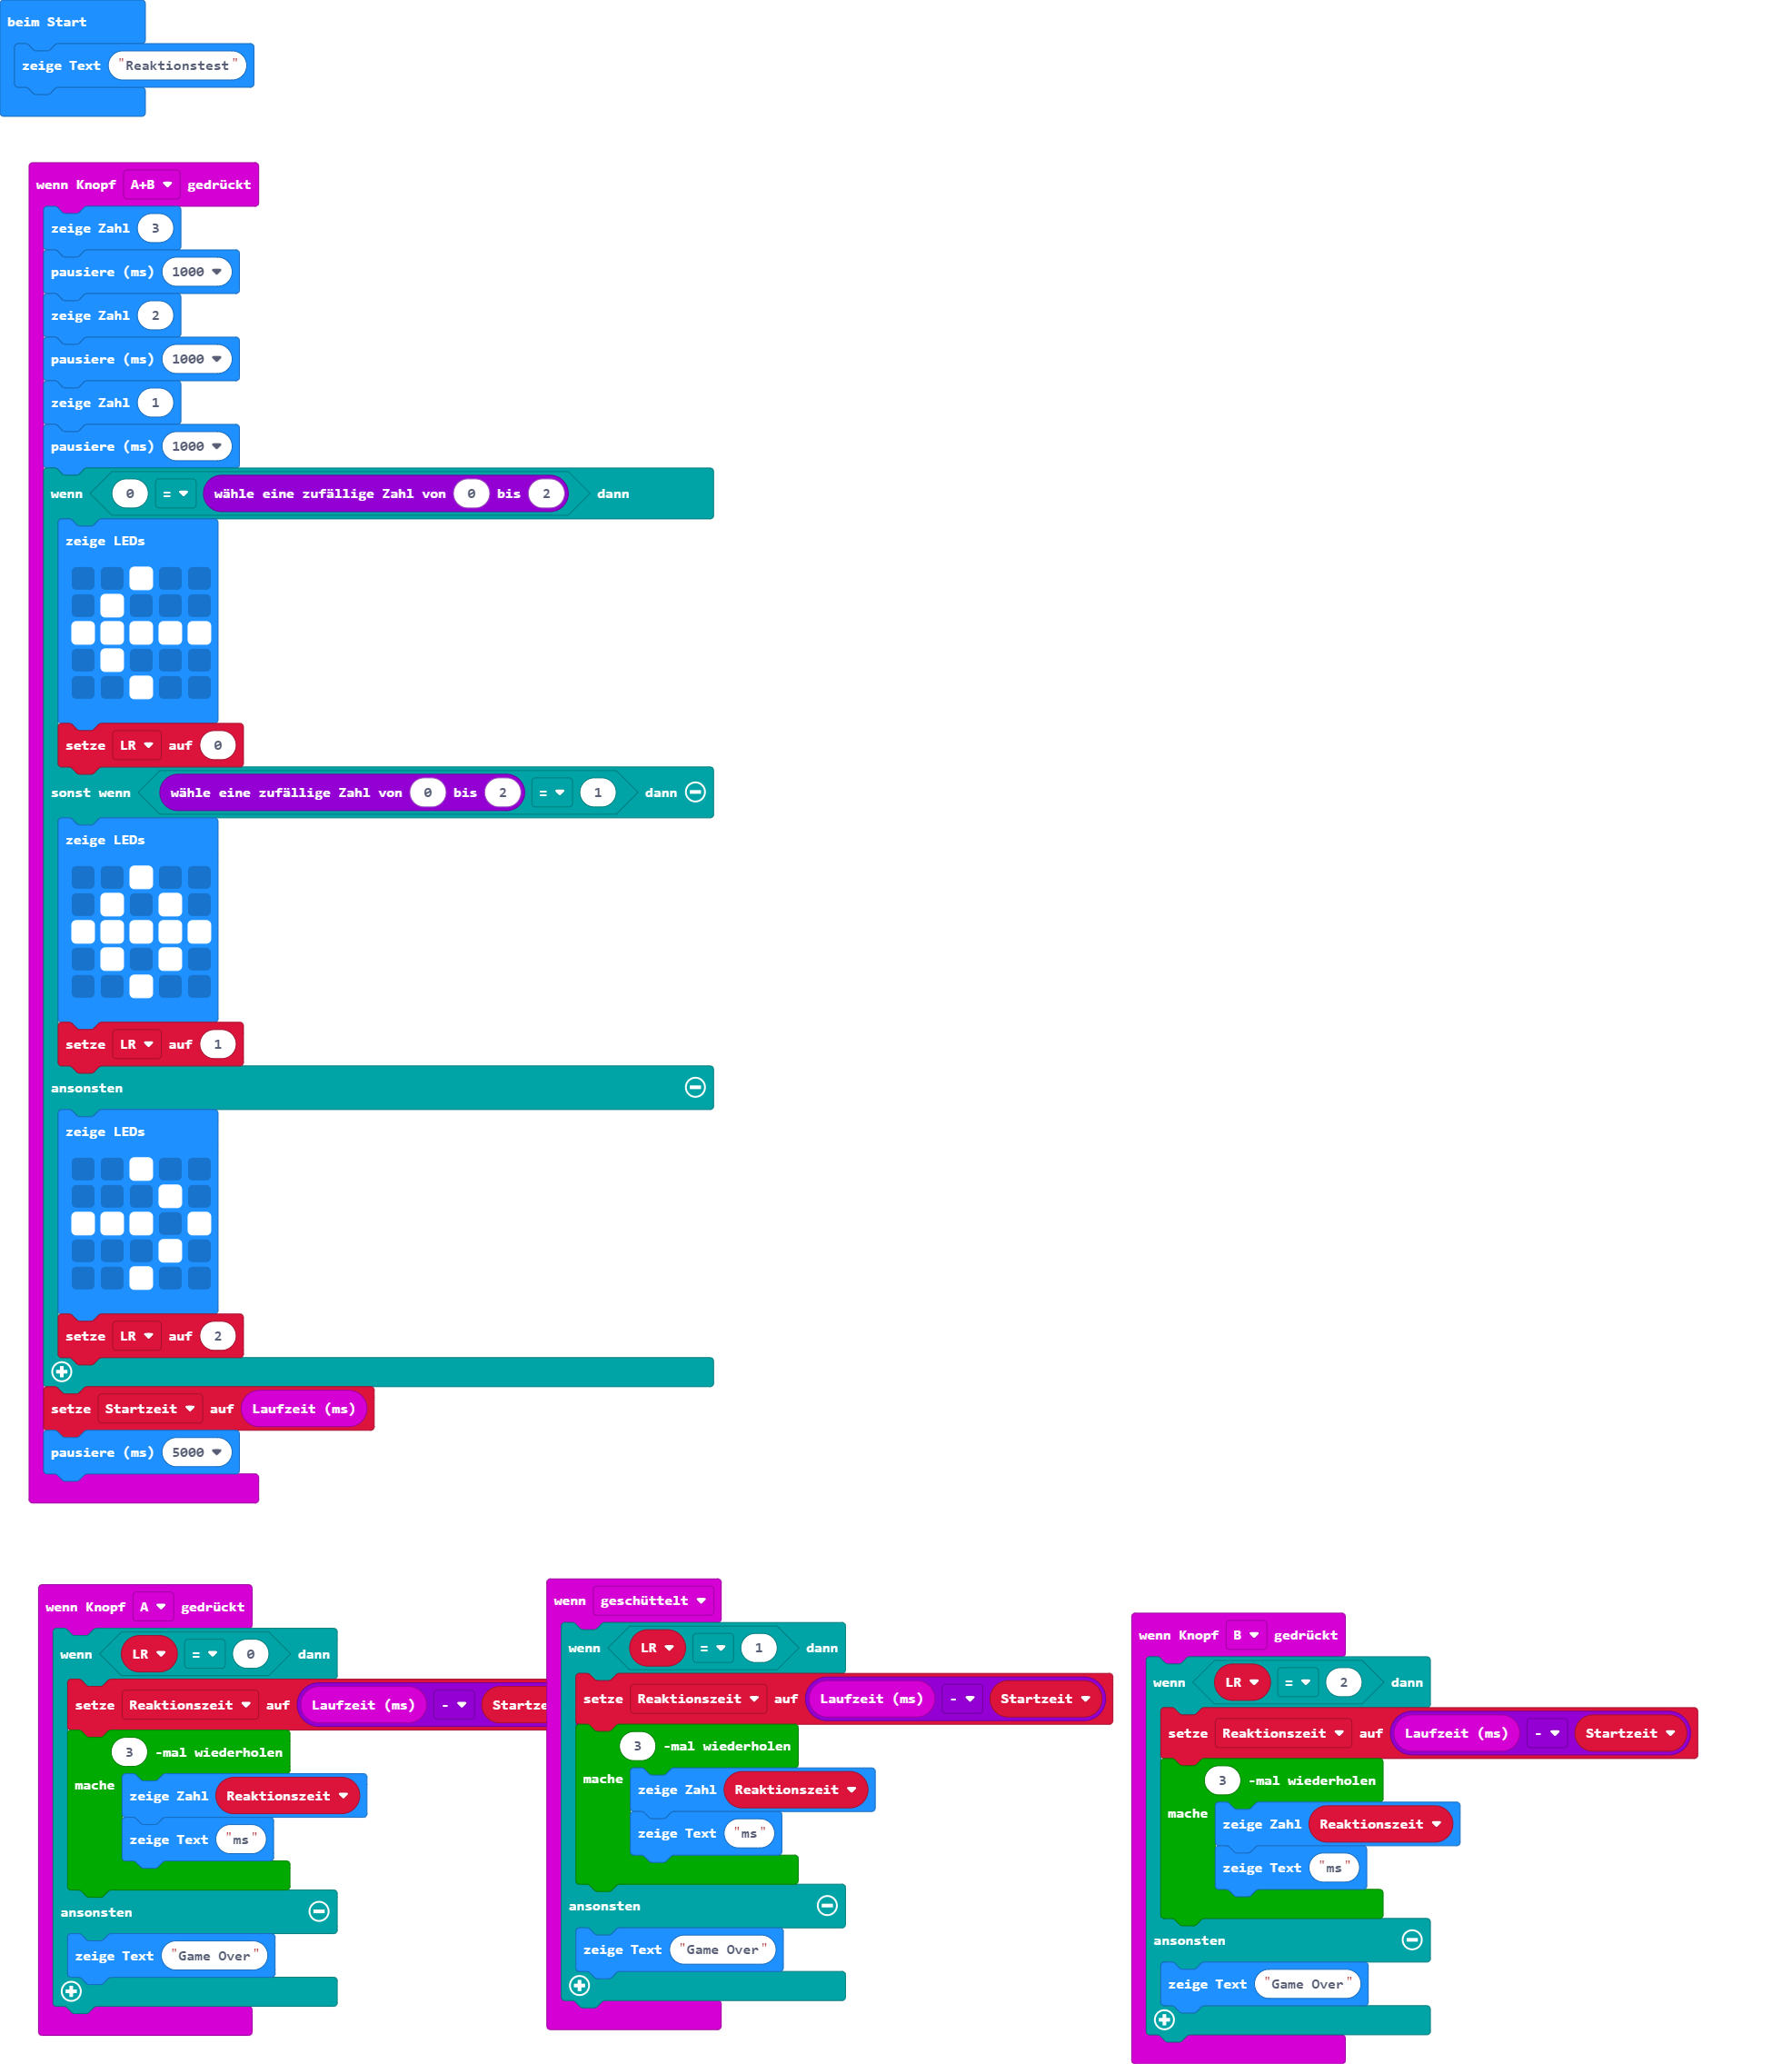 beim Start
zeige Text "Reaktionstest"
wenn Knopf A+B gedrückt
zeige Zahl 3
pausiere (ms) 1000
zeige Zahl 2
pausiere (ms) 1000
zeige Zahl 1
pausiere (ms) 1000
wenn 0 = wähle eine zufällige Zahl von 0 bis 2 dann
zeige LEDs
setze LR auf 0
sonst wenn wähle eine zufällige Zahl von 0 bis 2 = 1 dann
zeige LEDs
setze LR auf 1
ansonsten
zeige LEDs
setze LR auf 2
setze Startzeit auf Laufzeit (ms)
pausiere (ms) 5000
wenn Knopf A gedrückt
wenn LR = 0 dann
setze Reaktionszeit auf Laufzeit (ms) - Startze
3 -mal wiederholen
mache
zeige Zahl Reaktionszeit
zeige Text "ms"
ansonsten
zeige Text "Game Over"
wenn geschüttelt
wenn LR = 1 dann
setze Reaktionszeit auf Laufzeit (ms) - Startzeit
3 -mal wiederholen
mache
zeige Zahl Reaktionszeit
zeige Text "ms"
ansonsten
zeige Text "Game Over"
wenn Knopf B gedrückt
wenn LR = 2 dann
setze Reaktionszeit auf Laufzeit (ms) - Startzeit
3 -mal wiederholen
mache
zeige Zahl Reaktionszeit
zeige Text "ms"
ansonsten
zeige Text "Game Over"